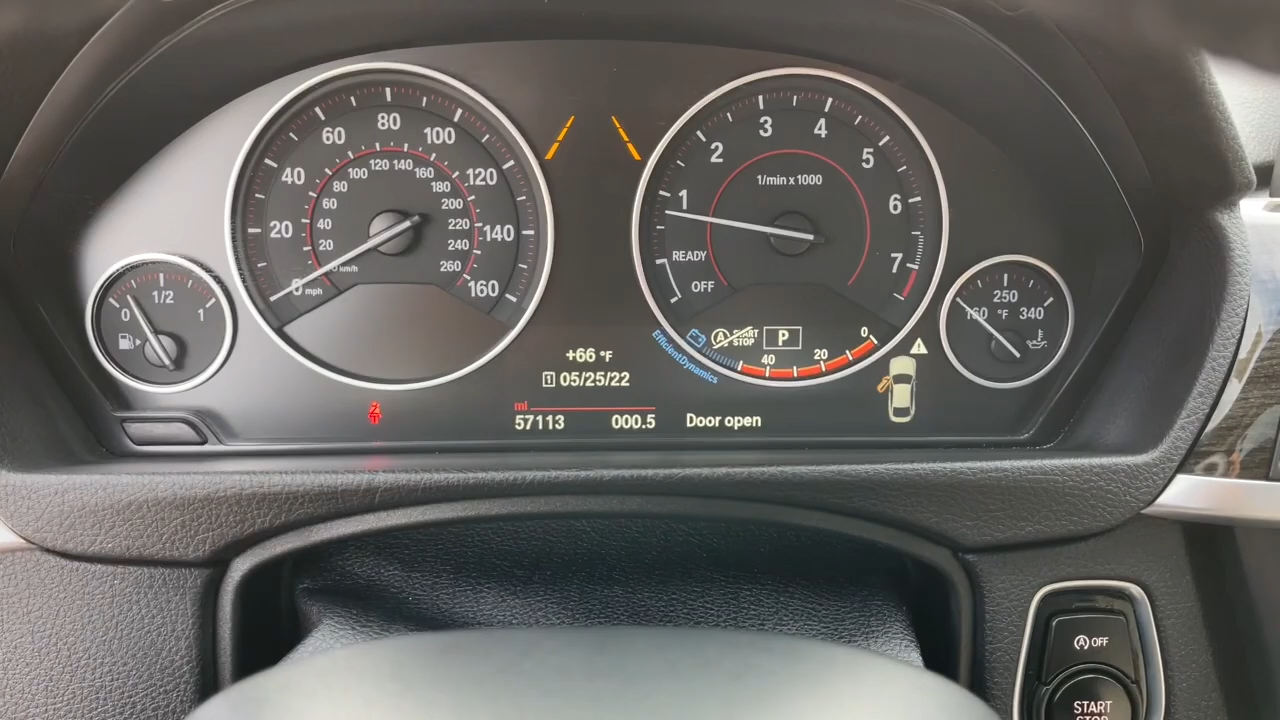 60
80
100
40
120
20
140
0 mph
160
100
120
140
160
80
180
60
200
40
220
20
240
0 km/h
260
3
4
2
5
1
6
7
1/min x 1000
READY
OFF
0
1/2
1
160
250
°F
340
A START
STOP
P
EfficientDynamics
40
20
0
+66 °F
1 05/25/22
mi
57113 000.5
Door open
A OFF
START
STOP